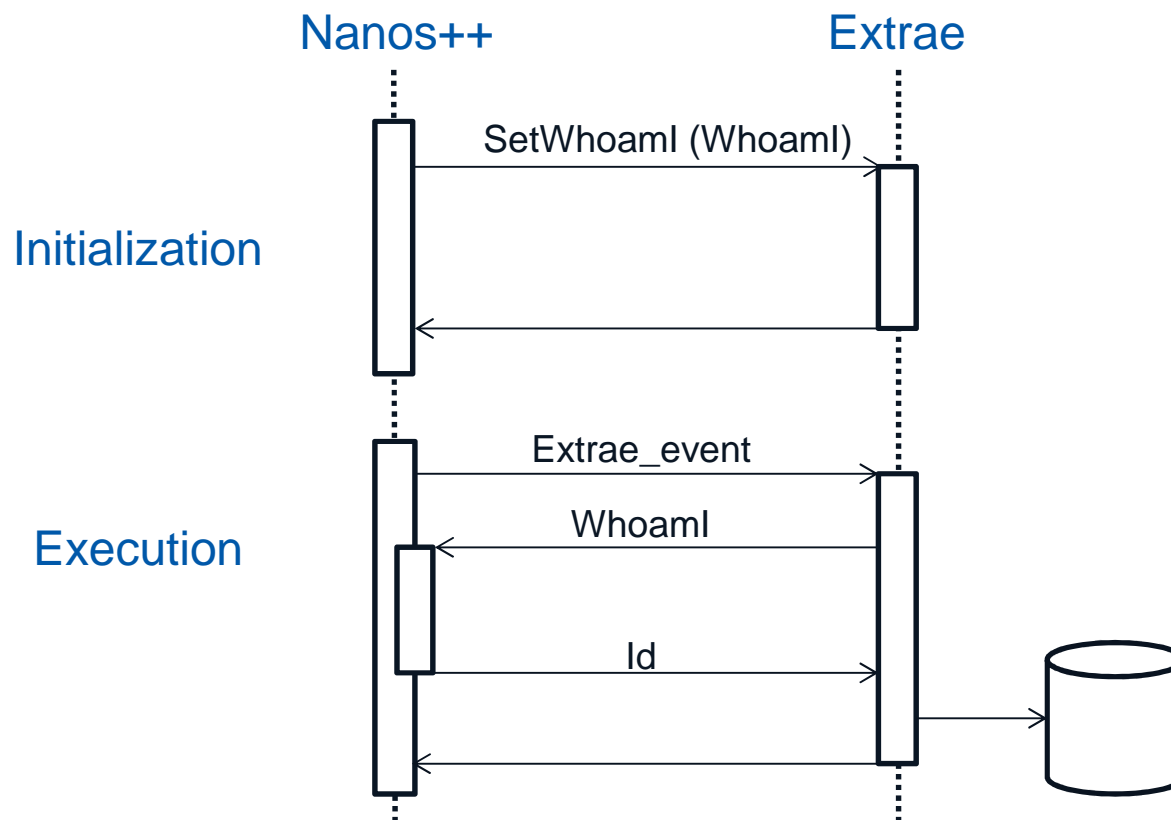 Nanos++
Extrae
SetWhoamI (WhoamI)
Initialization
Extrae_event
WhoamI
Execution
Id